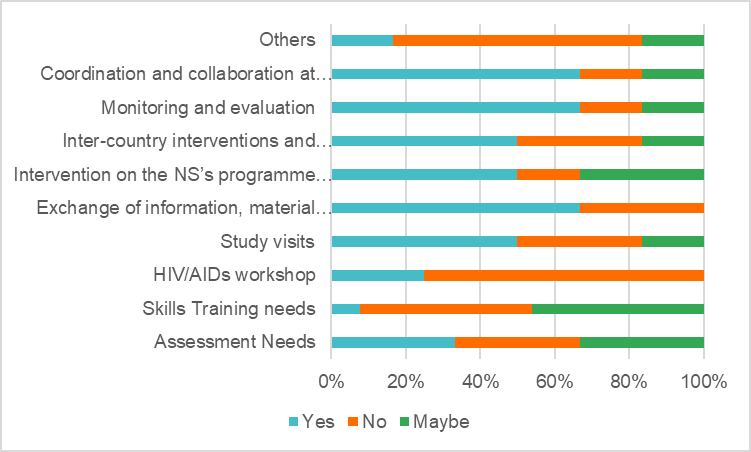 Others
Coordination and collaboration at…
Monitoring and evaluation
Inter-country interventions and…
Intervention on the NS’s programme…
Exchange of information, material…
Study visits
HIV/AIDs workshop
Skills Training needs
Assessment Needs
0% 20% 40% 60% 80% 100%
Yes No Maybe